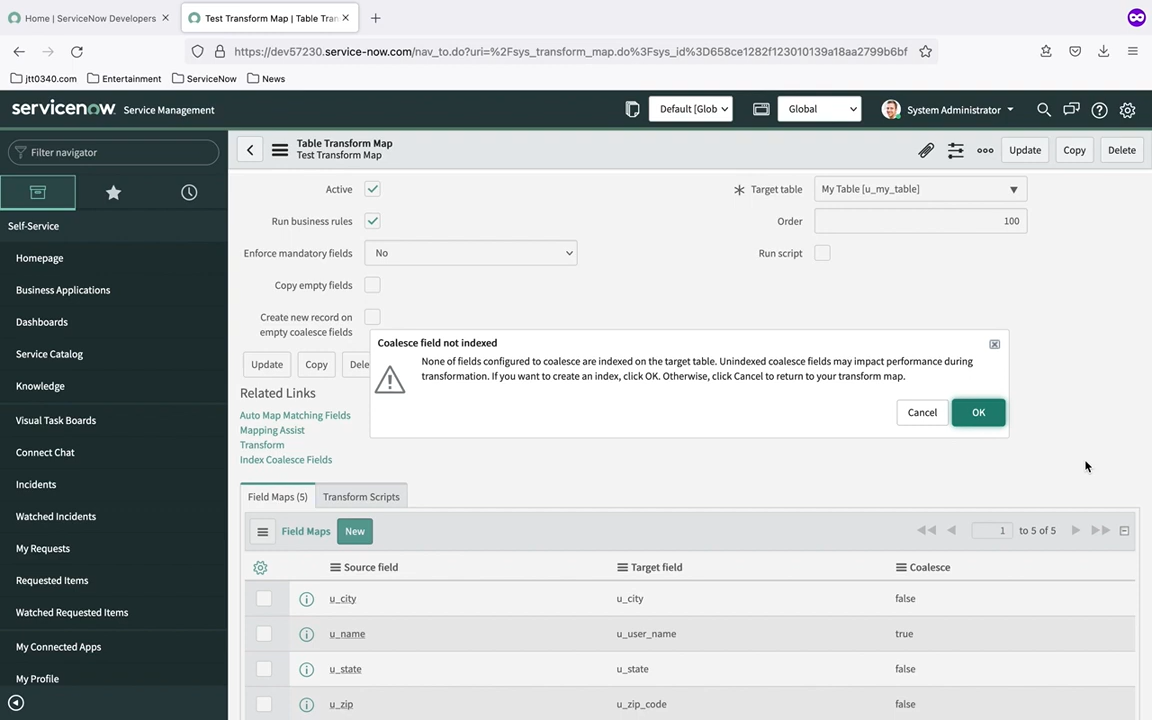 Home | ServiceNow Developers
Test Transform Map | Table Tran
https://dev57230.service-now.com/nav_to.do?uri=%2Fsys_transform_map.do%3Fsys_id%3D658ce1282f123010139a18aa2799b6bf
jtt0340.com Entertainment ServiceNow News
servicenow Service Management
Default [Glob
Global
System Administrator
Filter navigator
Table Transform Map
Test Transform Map
Update Copy Delete
Self-Service
Homepage
Business Applications
Dashboards
Service Catalog
Knowledge
Visual Task Boards
Connect Chat
Incidents
Watched Incidents
My Requests
Requested Items
Watched Requested Items
My Connected Apps
My Profile
Active
Target table My Table [u_my_table]
Run business rules
Order 100
Enforce mandatory fields No
Run script
Copy empty fields
Create new record on
empty coalesce fields
Update Copy Dele
Coalesce field not indexed
None of fields configured to coalesce are indexed on the target table. Unindexed coalesce fields may impact performance during
transformation. If you want to create an index, click OK. Otherwise, click Cancel to return to your transform map.
Cancel OK
Related Links
Auto Map Matching Fields
Mapping Assist
Transform
Index Coalesce Fields
Field Maps (5) Transform Scripts
Field Maps New 1 to 5 of 5
Source field Target field Coalesce
u_city u_city false
u_name u_user_name true
u_state u_state false
u_zip u_zip_code false